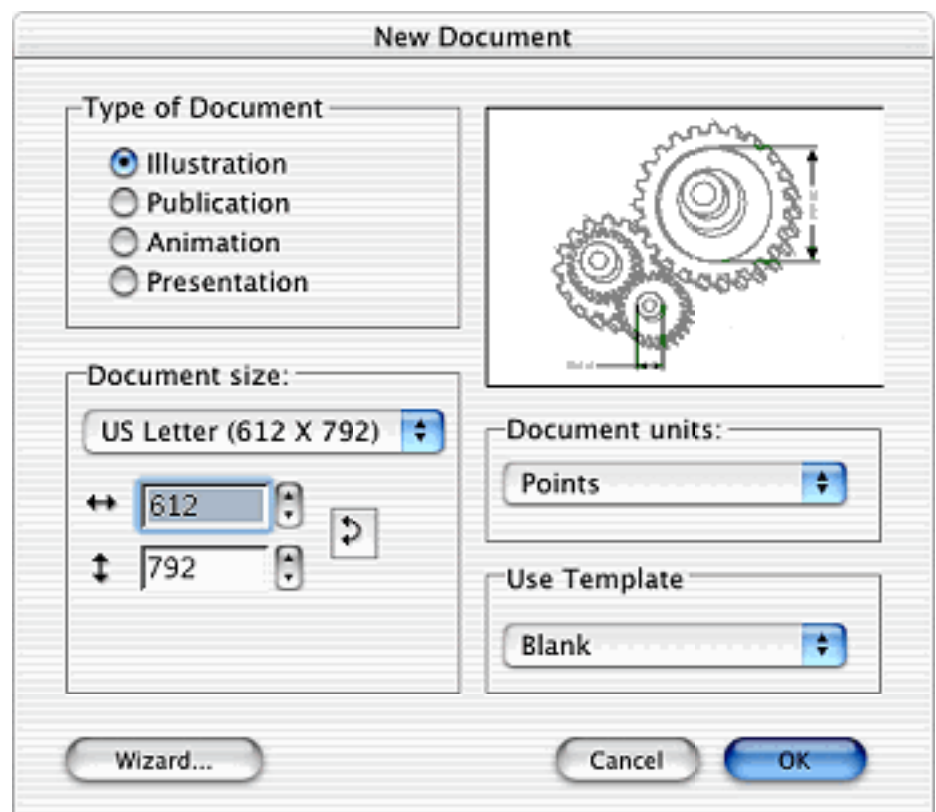 New Document
Type of Document
Illustration
Publication
Animation
Presentation
Document size:
US Letter (612 X 792)
612
792
Document units:
Points
Use Template
Blank
Wizard...
Cancel
OK